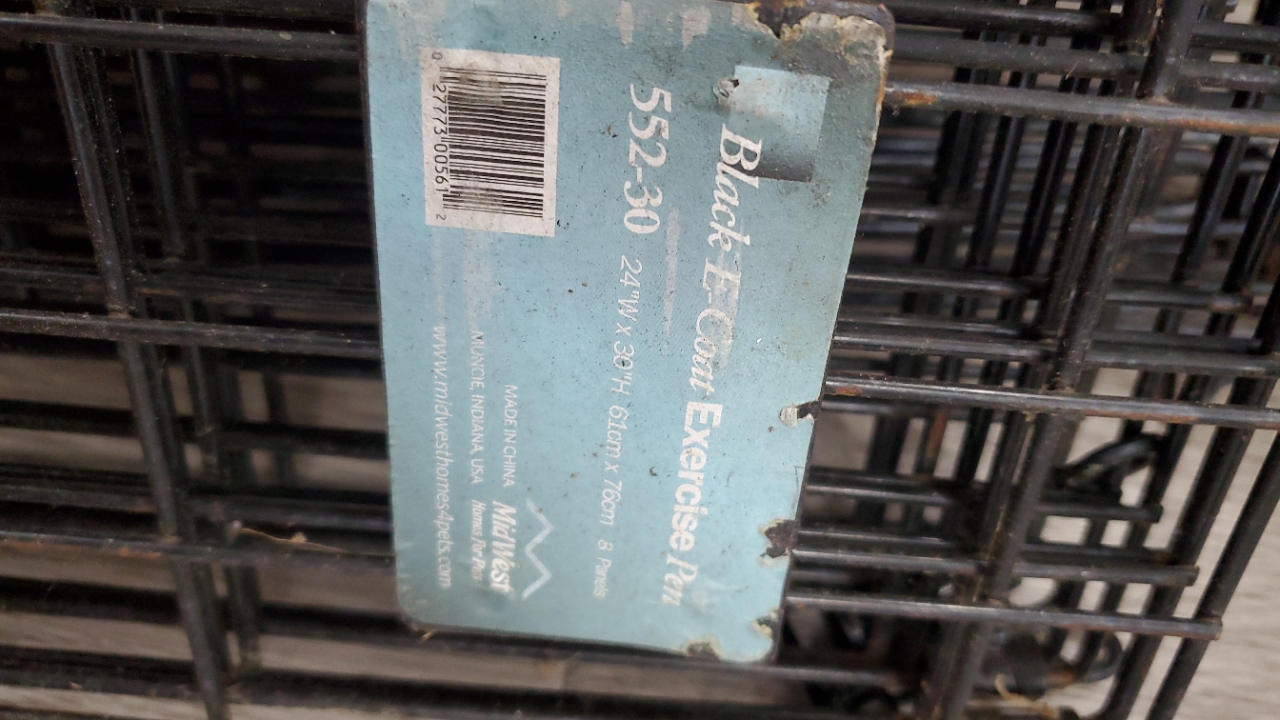 Black E-Coat Exercise Pen
552-30 24"W x 30"H 61cm x 76cm 8 Panels
0 27773 00561 2
MidWest
Homes For Pets
MADE IN CHINA
MUNCIE, INDIANA USA
www.midwesthomes4pets.com